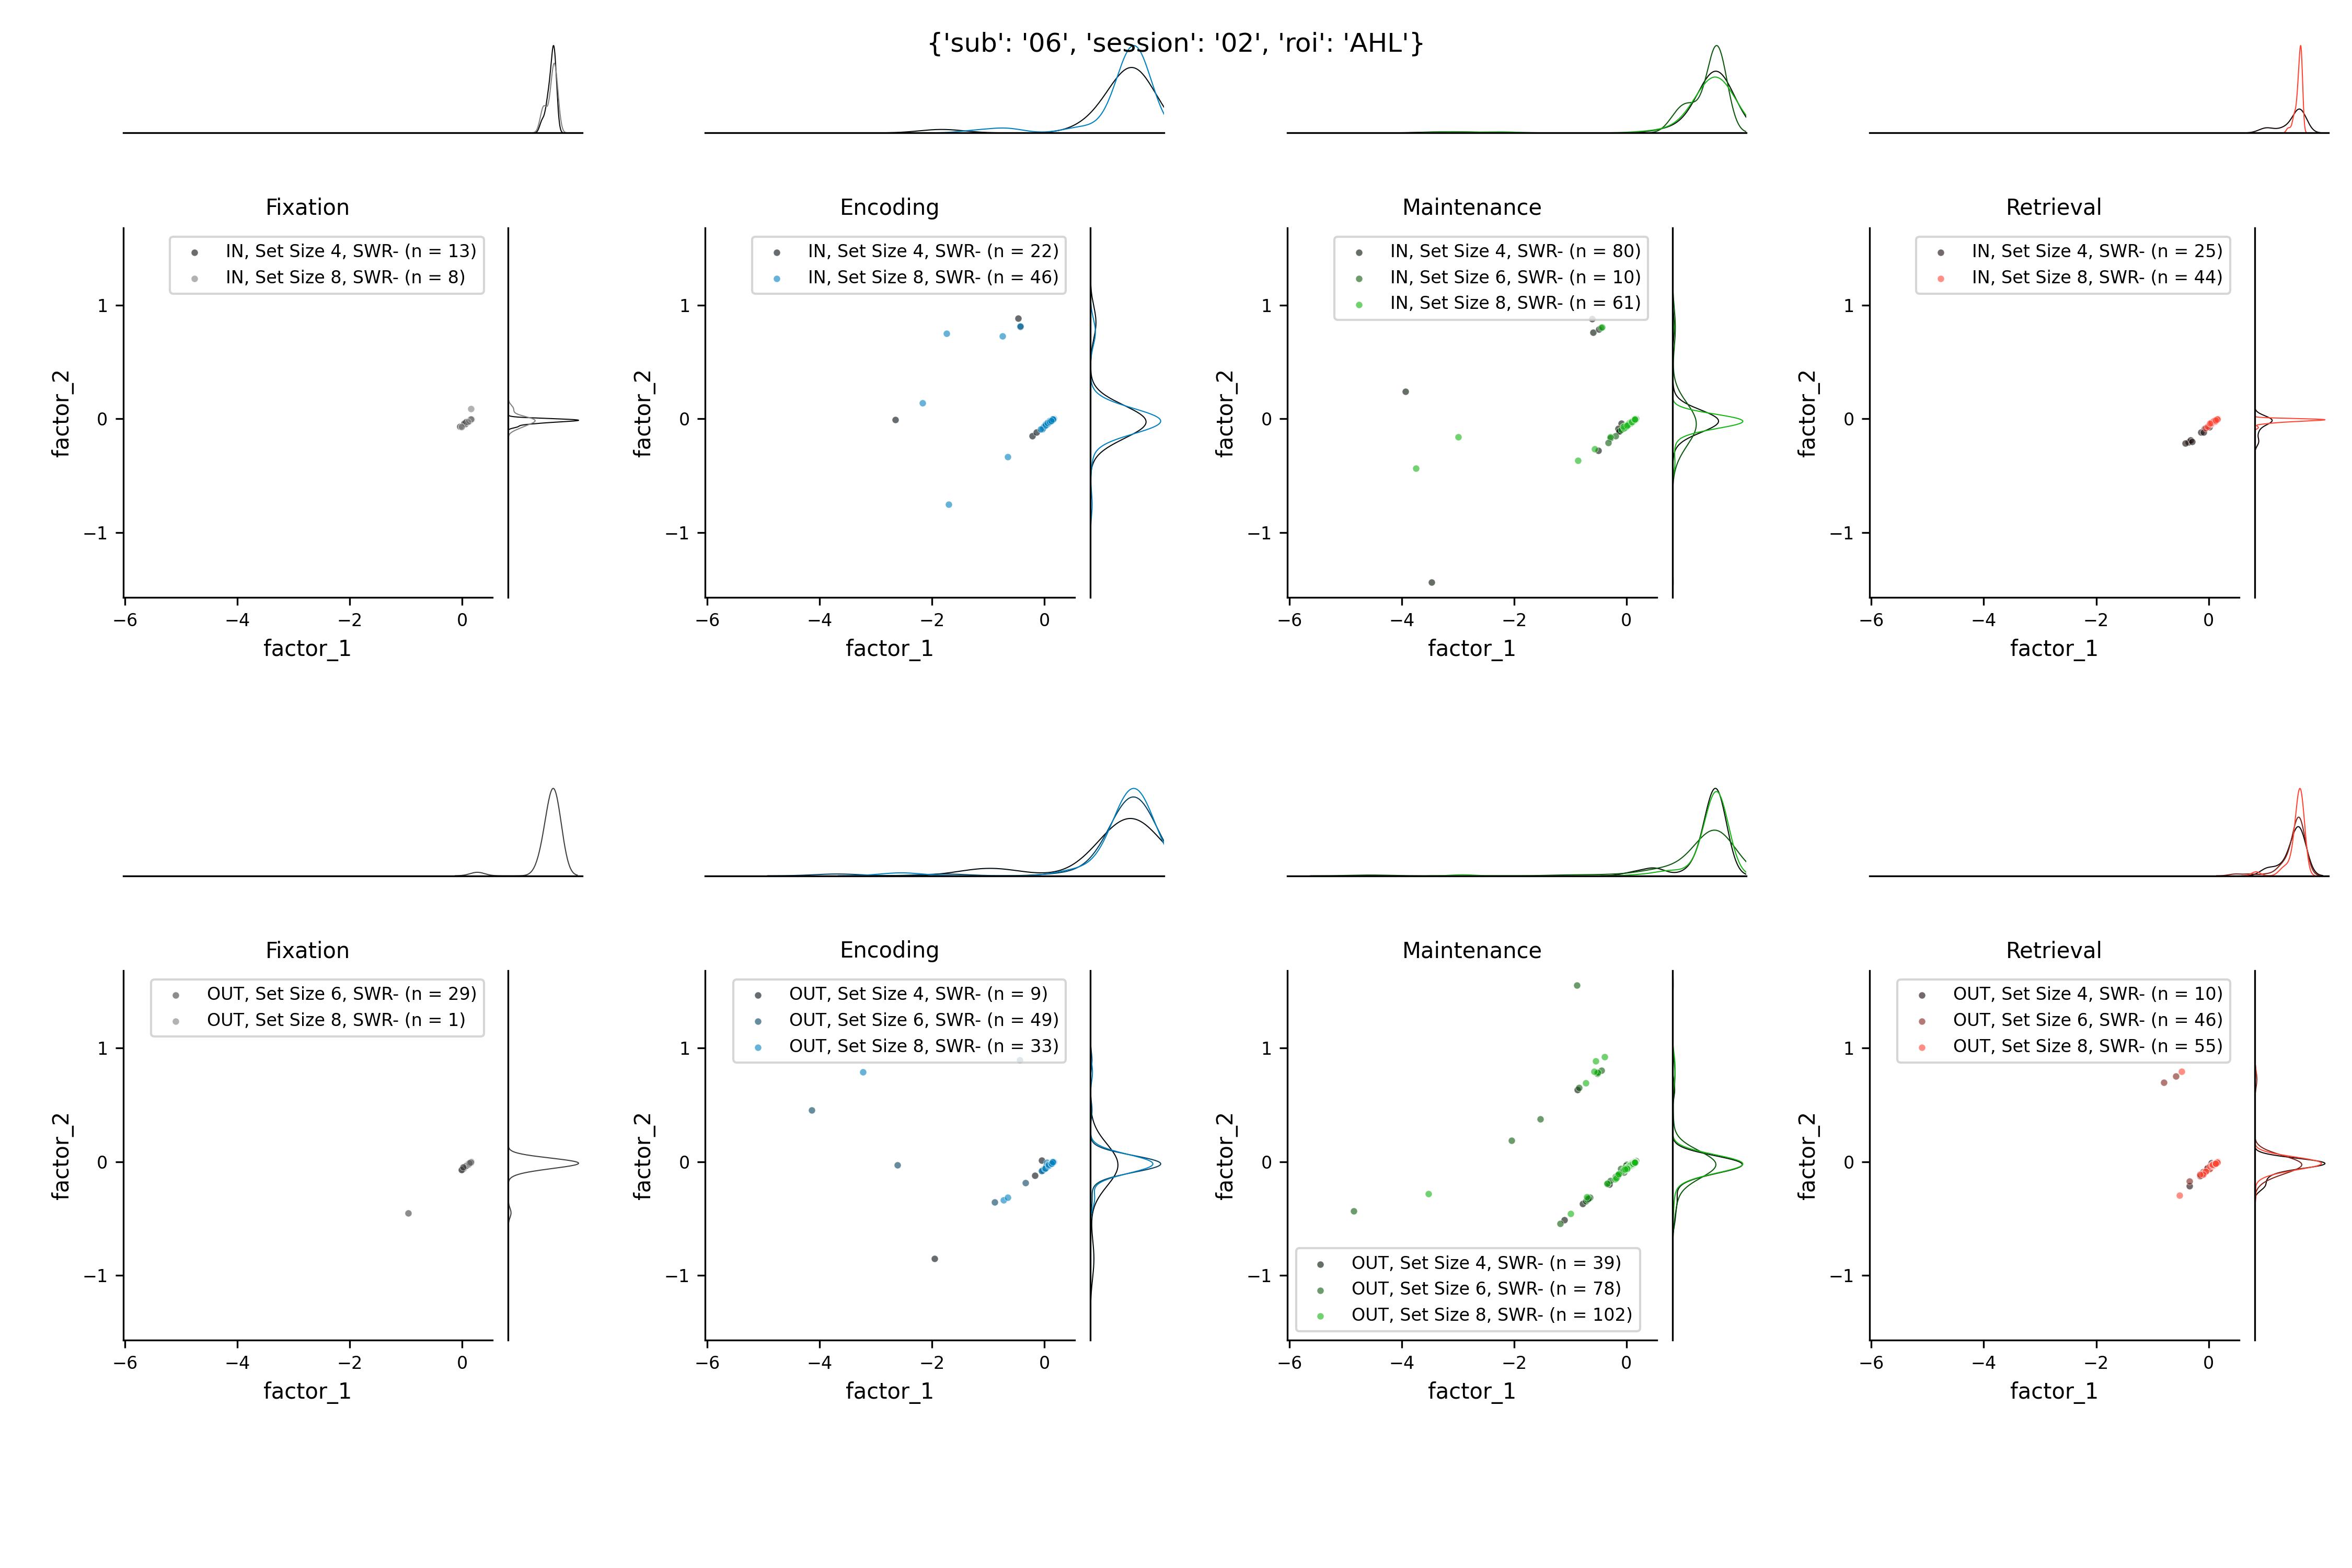 {'sub': '06', 'session': '02', 'roi': 'AHL'}
Fixation
IN, Set Size 4, SWR- (n = 13)
IN, Set Size 8, SWR- (n = 8)
1
0
−1
factor_2
−6
−4
−2
0
factor_1
Encoding
IN, Set Size 4, SWR- (n = 22)
IN, Set Size 8, SWR- (n = 46)
1
0
−1
factor_2
−6
−4
−2
0
factor_1
Maintenance
IN, Set Size 4, SWR- (n = 80)
IN, Set Size 6, SWR- (n = 10)
IN, Set Size 8, SWR- (n = 61)
1
0
−1
factor_2
−6
−4
−2
0
factor_1
Retrieval
IN, Set Size 4, SWR- (n = 25)
IN, Set Size 8, SWR- (n = 44)
1
0
−1
factor_2
−6
−4
−2
0
factor_1
Fixation
OUT, Set Size 6, SWR- (n = 29)
OUT, Set Size 8, SWR- (n = 1)
1
0
−1
factor_2
−6
−4
−2
0
factor_1
Encoding
OUT, Set Size 4, SWR- (n = 9)
OUT, Set Size 6, SWR- (n = 49)
OUT, Set Size 8, SWR- (n = 33)
1
0
−1
factor_2
−6
−4
−2
0
factor_1
Maintenance
1
0
−1
factor_2
OUT, Set Size 4, SWR- (n = 39)
OUT, Set Size 6, SWR- (n = 78)
OUT, Set Size 8, SWR- (n = 102)
−6
−4
−2
0
factor_1
Retrieval
OUT, Set Size 4, SWR- (n = 10)
OUT, Set Size 6, SWR- (n = 46)
OUT, Set Size 8, SWR- (n = 55)
1
0
−1
factor_2
−6
−4
−2
0
factor_1